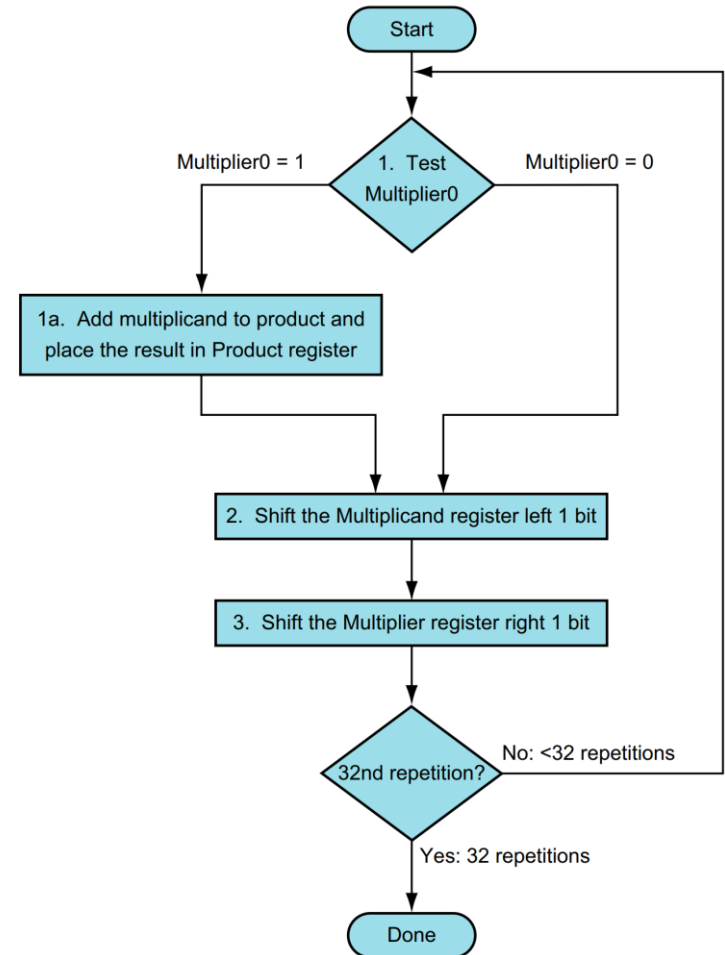 Start
Multiplier0 = 1
1. Test
Multiplier0
Multiplier0 = 0
1a. Add multiplicand to product and
place the result in Product register
2. Shift the Multiplicand register left 1 bit
3. Shift the Multiplier register right 1 bit
32nd repetition?
No: <32 repetitions
Yes: 32 repetitions
Done